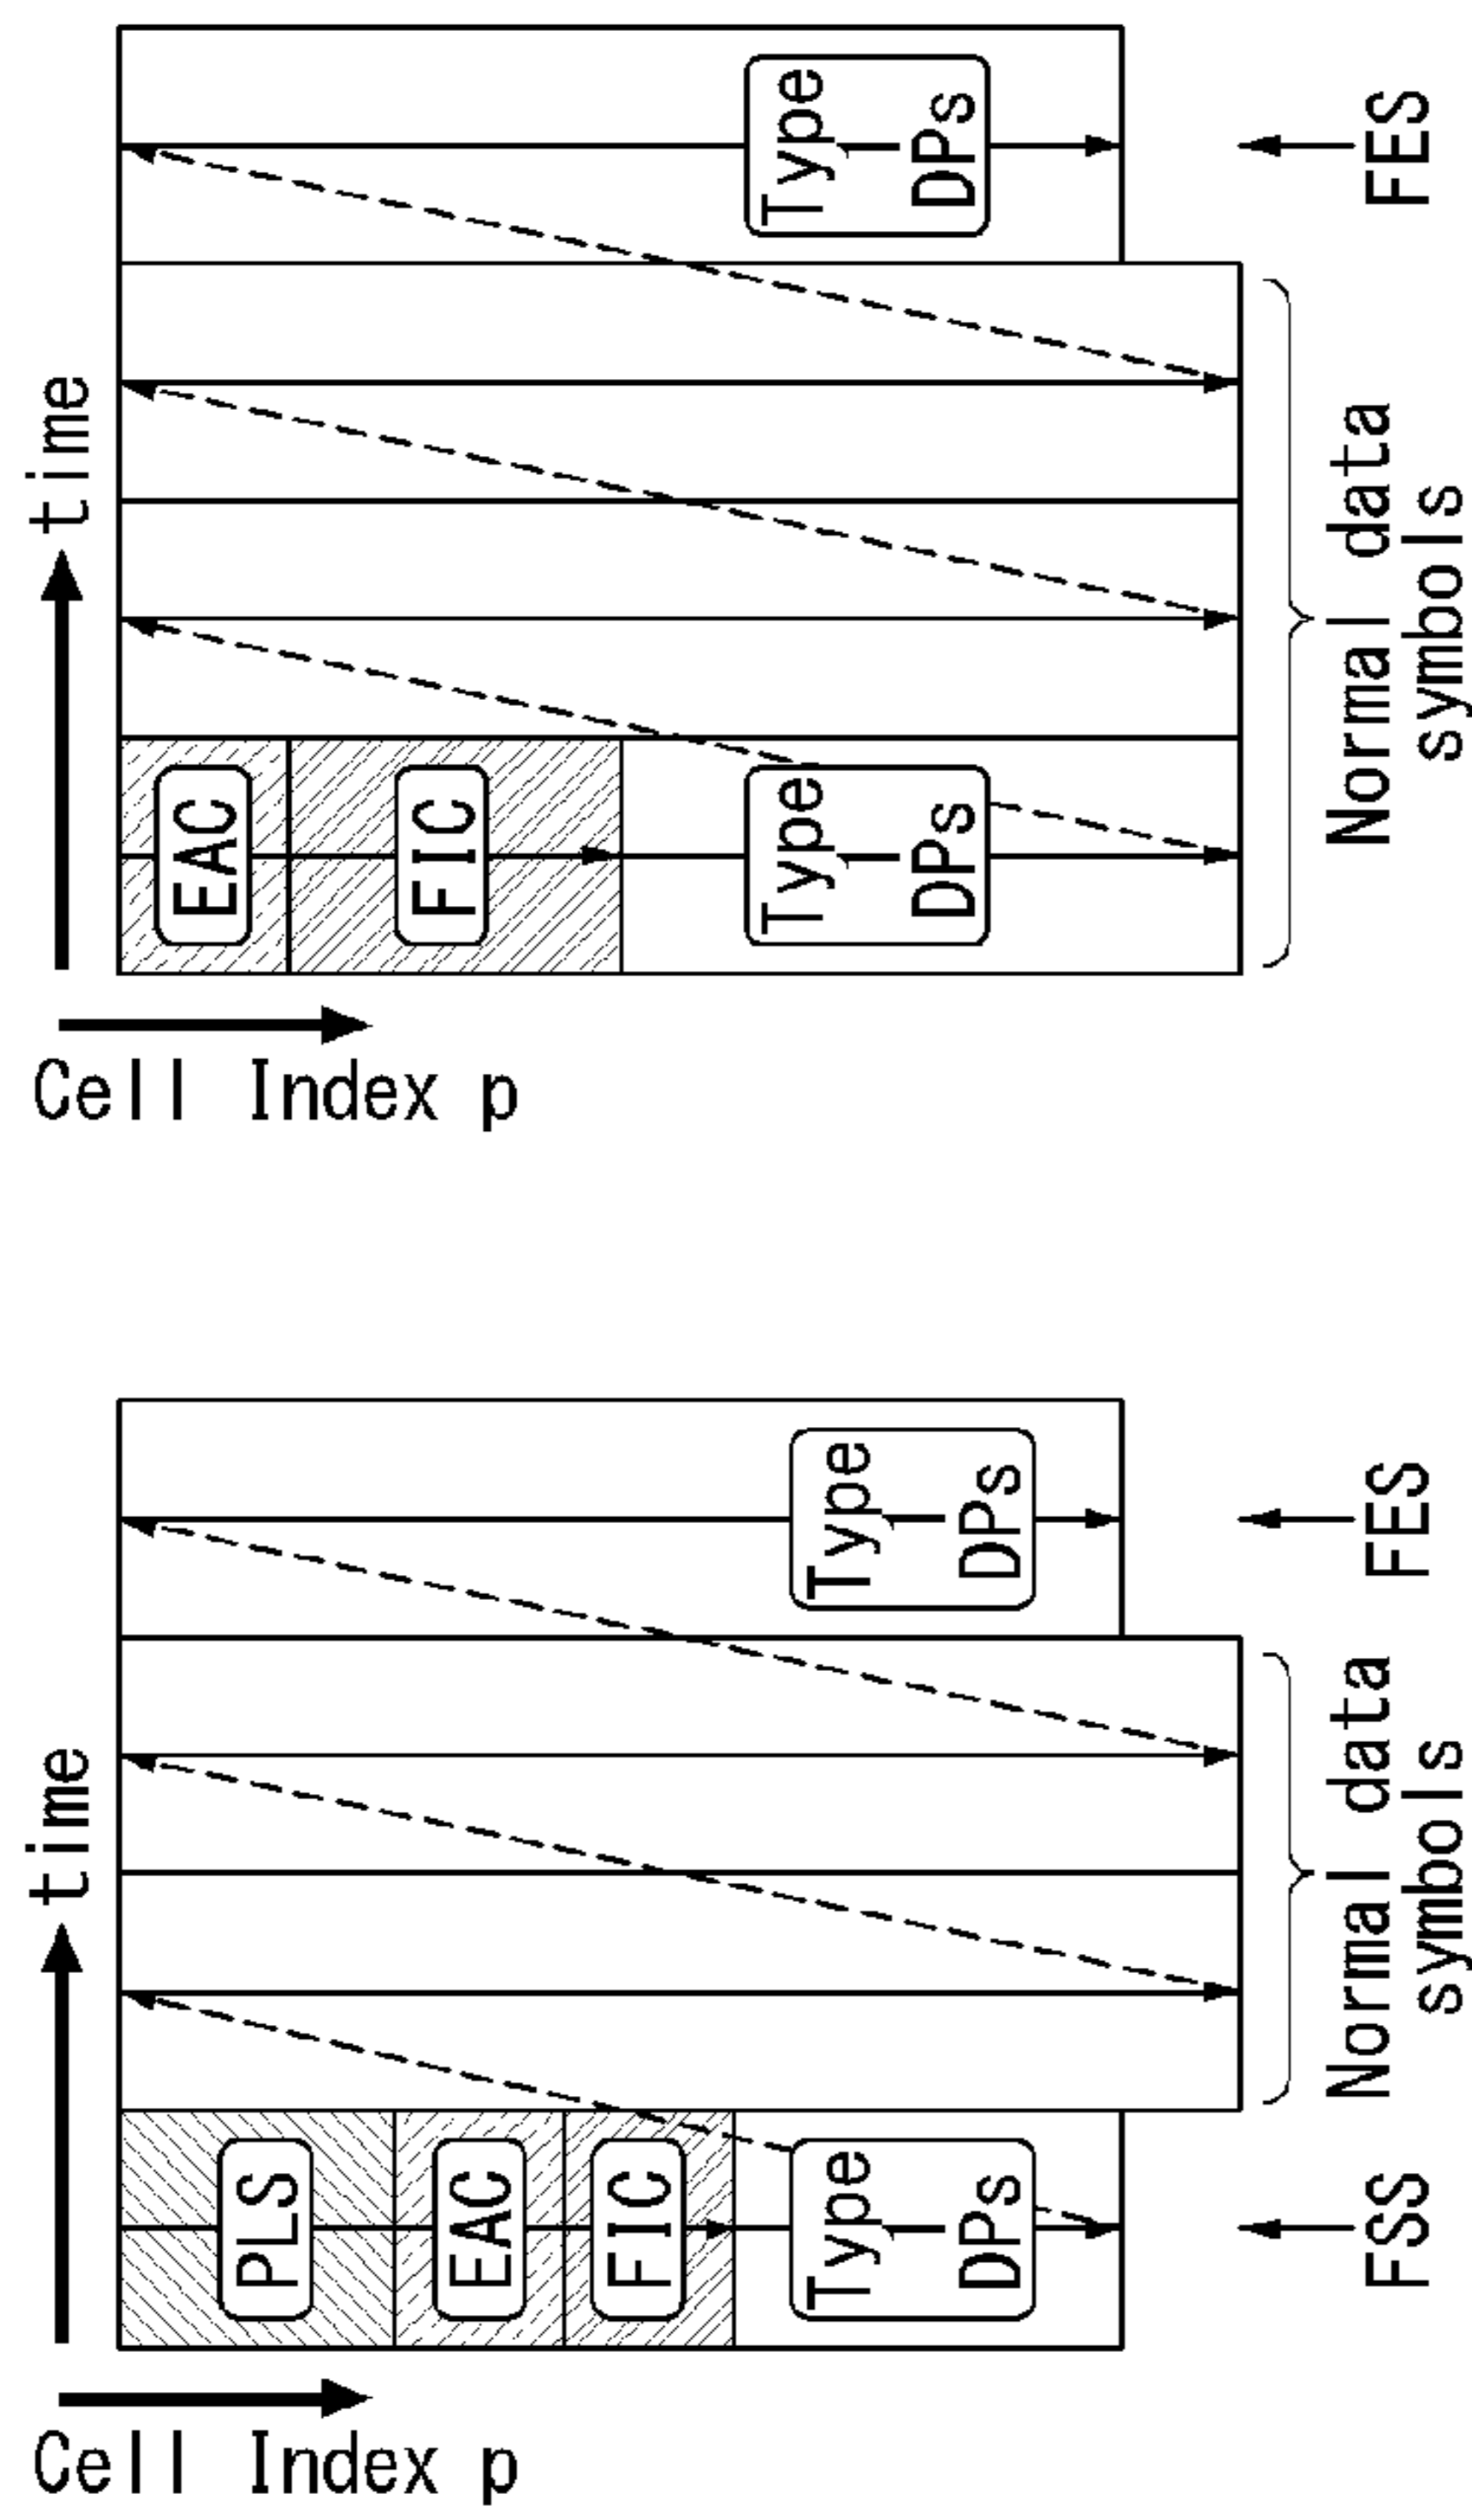 Cell Index p
time
PLS
EAC
FIC
Type
1
DPs
Type
1
DPs
FSS
Normal data
symbols
FES
Cell Index p
time
EAC
FIC
Type
1
DPs
Type
1
DPs
Normal data
symbols
FES